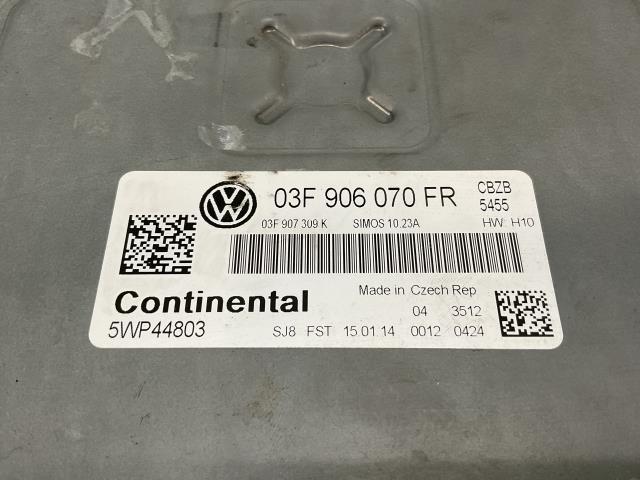 03F 906 070 FR CBZB
5455
03F 907 309 K SIMOS 10.23A HW: H10
Continental Made in Czech Rep
04 3512
5WP44803 SJ8 FST 15.01.14 0012 0424